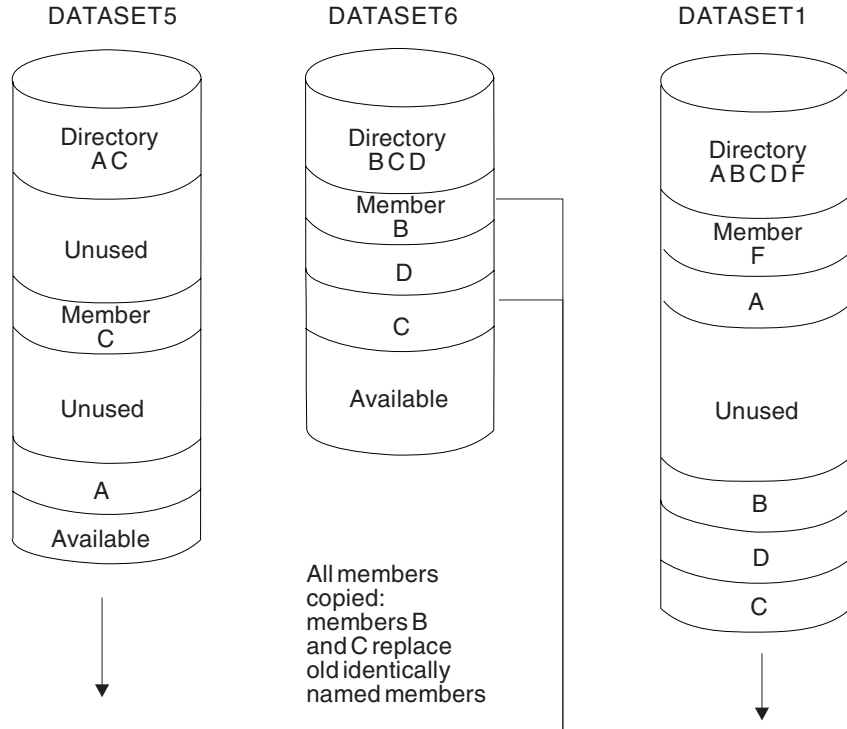 DATASET5
Directory
A C
Unused
Member
C
Unused
A
Available
DATASET6
Directory
B C D
Member
B
D
C
Available
All members
copied:
members B
and C replace
old identically
named members
DATASET1
Directory
A B C D F
Member
F
A
Unused
B
D
C